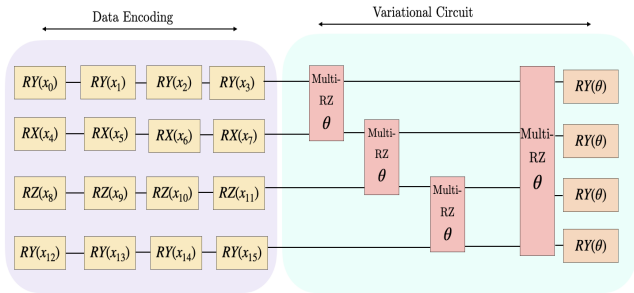 Data Encoding
Variational Circuit
RY(x₀) RY(x₁) RY(x₂) RY(x₃)
RX(x₄) RX(x₅) RX(x₆) RX(x₇)
RZ(x₈) RZ(x₉) RZ(x₁₀) RZ(x₁₁)
RY(x₁₂) RY(x₁₃) RY(x₁₄) RY(x₁₅)
Multi-
RZ
θ
Multi-
RZ
θ
Multi-
RZ
θ
Multi-
RZ
θ
RY(θ)
RY(θ)
RY(θ)
RY(θ)